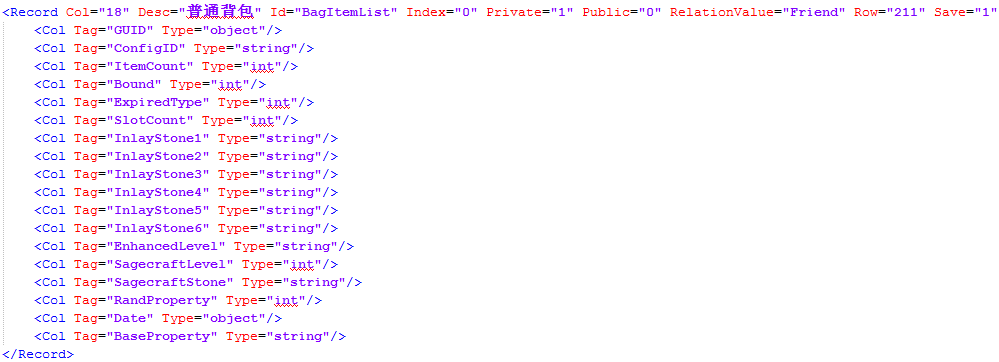 <Record Col="18" Desc="普通背包" Id="BagItemList" Index="0" Private="1" Public="0" RelationValue="Friend" Row="211" Save="1"
<Col Tag="GUID" Type="object"/>
<Col Tag="ConfigID" Type="string"/>
<Col Tag="ItemCount" Type="int"/>
<Col Tag="Bound" Type="int"/>
<Col Tag="ExpiredType" Type="int"/>
<Col Tag="SlotCount" Type="int"/>
<Col Tag="InlayStone1" Type="string"/>
<Col Tag="InlayStone2" Type="string"/>
<Col Tag="InlayStone3" Type="string"/>
<Col Tag="InlayStone4" Type="string"/>
<Col Tag="InlayStone5" Type="string"/>
<Col Tag="InlayStone6" Type="string"/>
<Col Tag="EnhancedLevel" Type="string"/>
<Col Tag="SagecraftLevel" Type="int"/>
<Col Tag="SagecraftStone" Type="string"/>
<Col Tag="RandProperty" Type="int"/>
<Col Tag="Date" Type="object"/>
<Col Tag="BaseProperty" Type="string"/>
</Record>